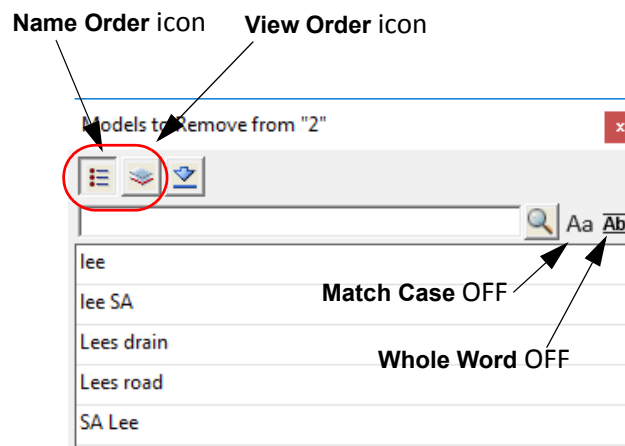 Name Order icon View Order icon
Models to Remove from "2"
x
Aa Ab
lee
lee SA
Match Case OFF
Lees drain
Whole Word OFF
Lees road
SA Lee